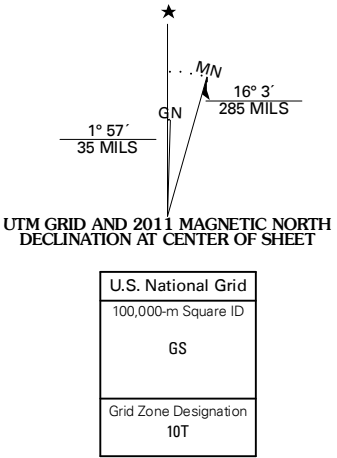 MN
GN
16° 3´
285 MILS
1° 57´
35 MILS
UTM GRID AND 2011 MAGNETIC NORTH
DECLINATION AT CENTER OF SHEET
U.S. National Grid
100,000-m Square ID
GS
Grid Zone Designation
10T